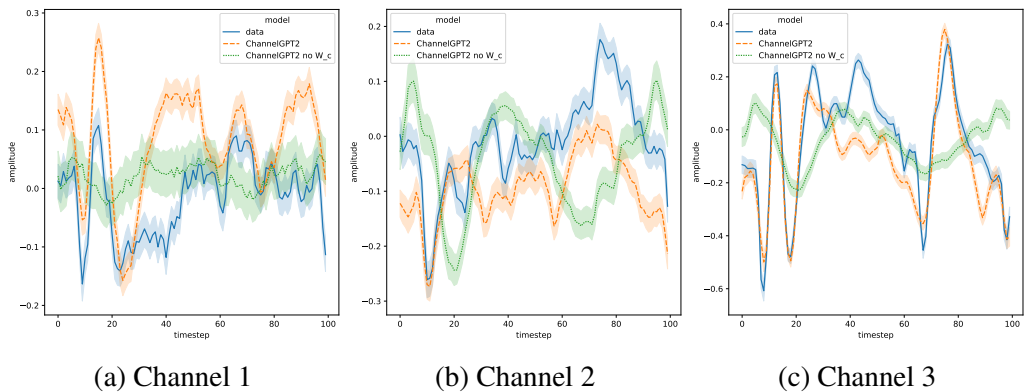 model
data
ChannelGPT2
ChannelGPT2 no W_c
amplitude
0.3
0.2
0.1
0.0
−0.1
−0.2
0 20 40 60 80 100
timestep
(a) Channel 1
model
data
ChannelGPT2
ChannelGPT2 no W_c
amplitude
0.2
0.1
0.0
−0.1
−0.2
−0.3
0 20 40 60 80 100
timestep
(b) Channel 2
model
data
ChannelGPT2
ChannelGPT2 no W_c
amplitude
0.4
0.2
0.0
−0.2
−0.4
−0.6
0 20 40 60 80 100
timestep
(c) Channel 3